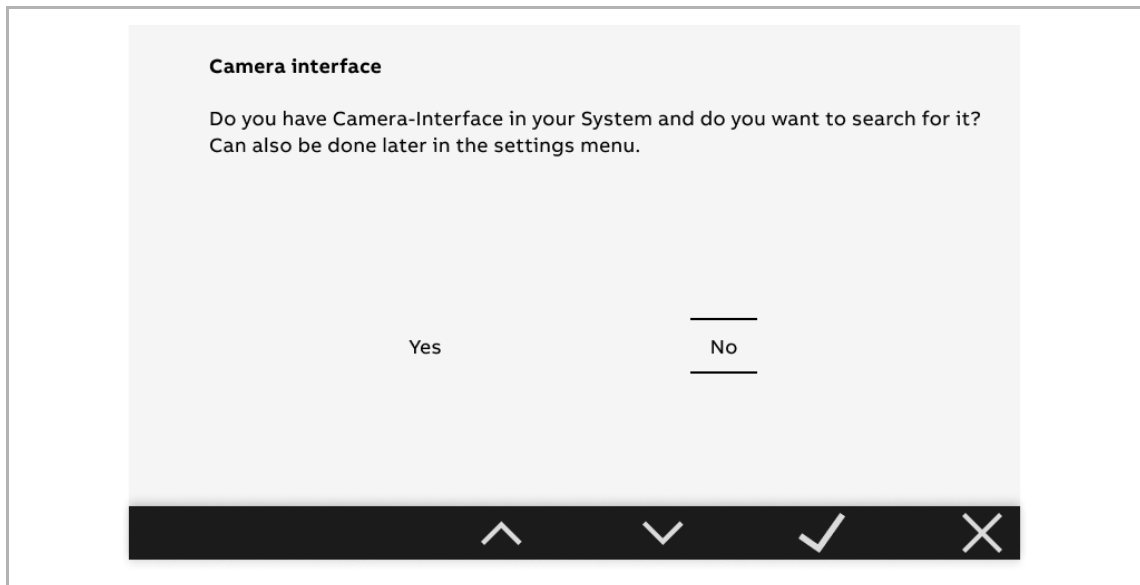 Camera interface
Do you have Camera-Interface in your System and do you want to search for it?
Can also be done later in the settings menu.
Yes No